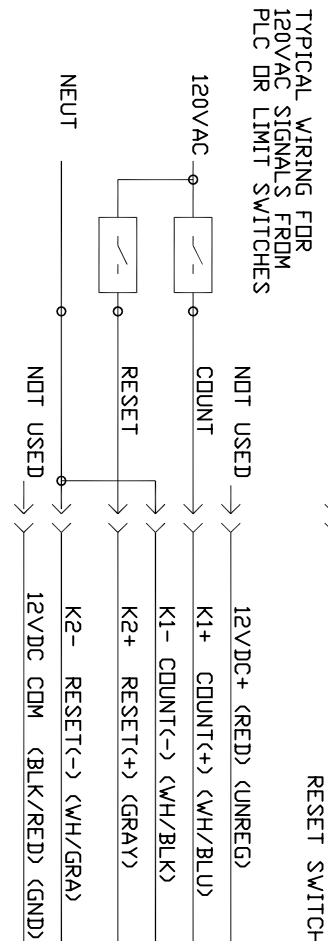 TYPICAL WIRING FOR
120VAC SIGNALS FROM
PLC OR LIMIT SWITCHES
120VAC
NEUT
NOT USED
COUNT
RESET
NOT USED
12VDC+ (RED) (UNREG)
K1+ COUNT(+) (WH/BLU)
K1- COUNT(-) (WH/BLK)
K2+ RESET(+) (GRAY)
K2- RESET(-) (WH/GRA)
12VDC COM (BLK/RED) (GND)
RESET SWITCH